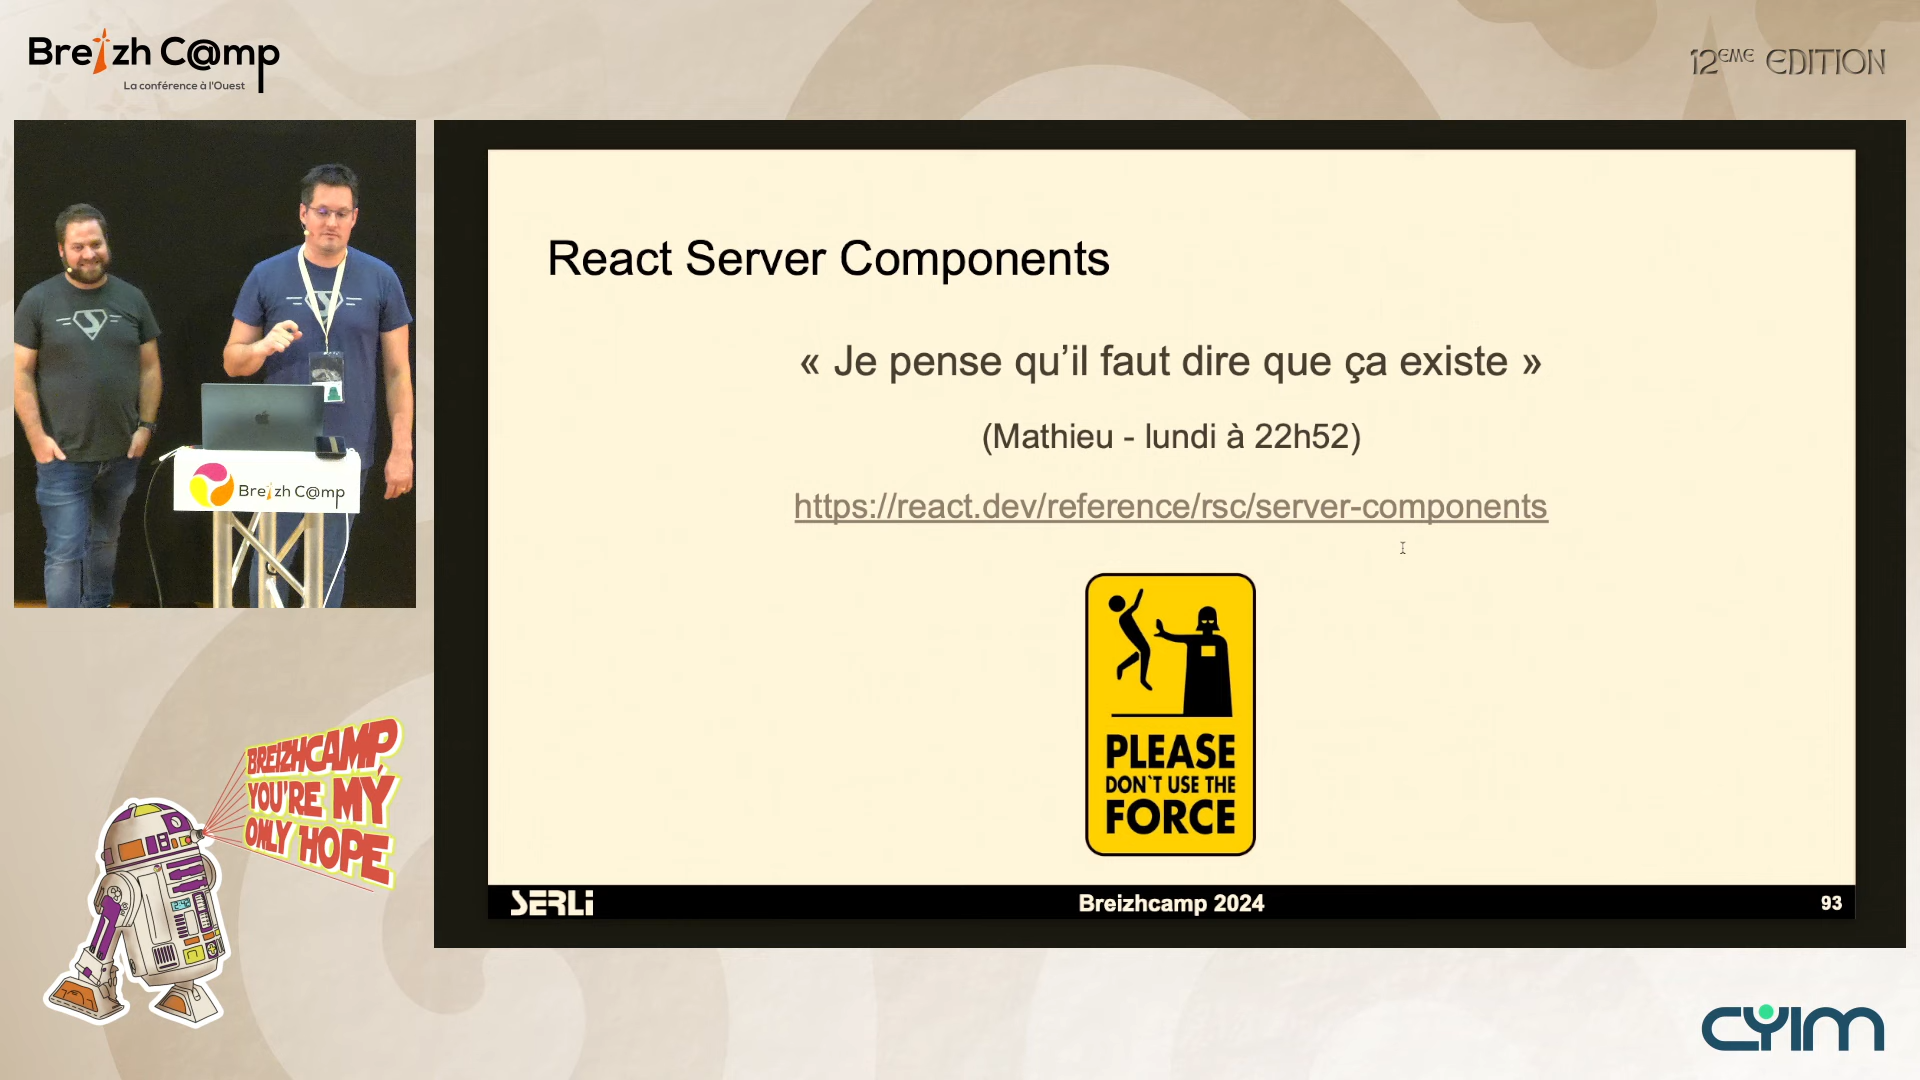 Breizh C@mp
La conférence à l'Ouest
12EME EDITION
React Server Components
« Je pense qu’il faut dire que ça existe »
(Mathieu - lundi à 22h52)
https://react.dev/reference/rsc/server-components
PLEASE
DON`T USE THE
FORCE
SERLi
Breizhcamp 2024
93
Breizh C@mp
BREIZHCAMP,
YOU'RE MY
ONLY HOPE
CYIM